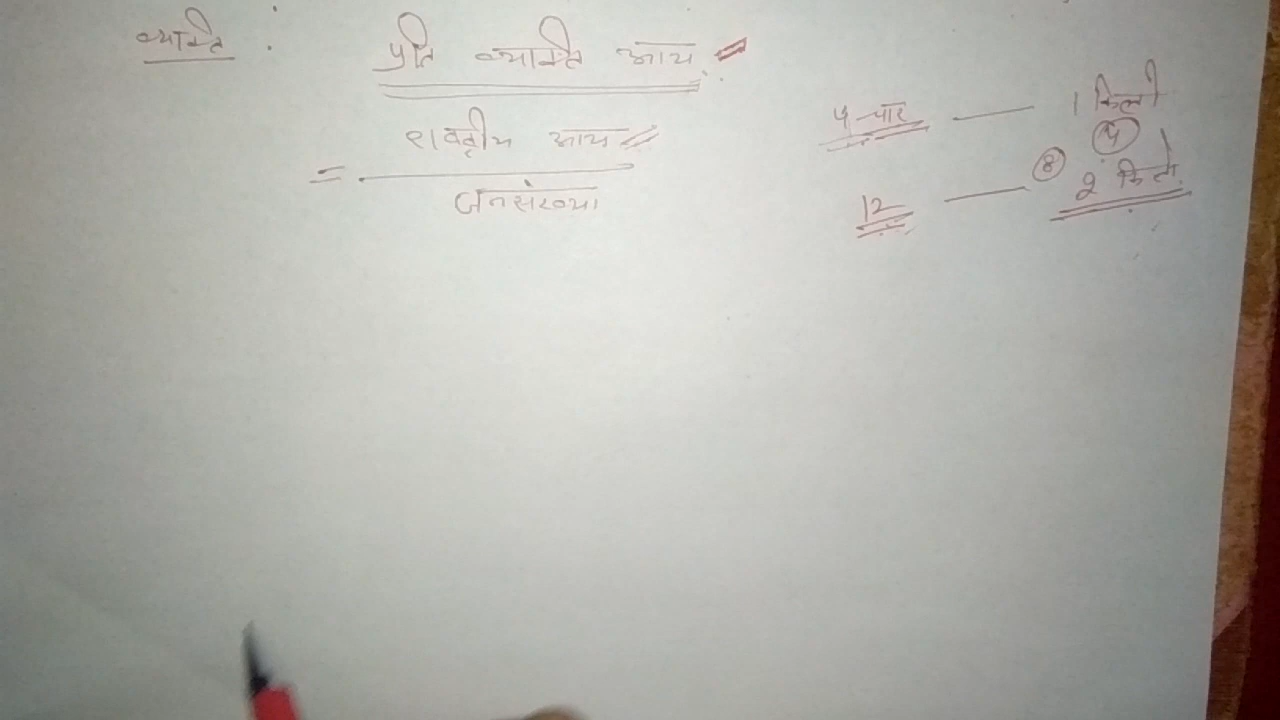 व्यक्ति :
प्रति व्यक्ति आय
= राष्ट्रीय आय
जनसंख्या
4 चार — 1 किलो
4
12 — 8 2 किलो